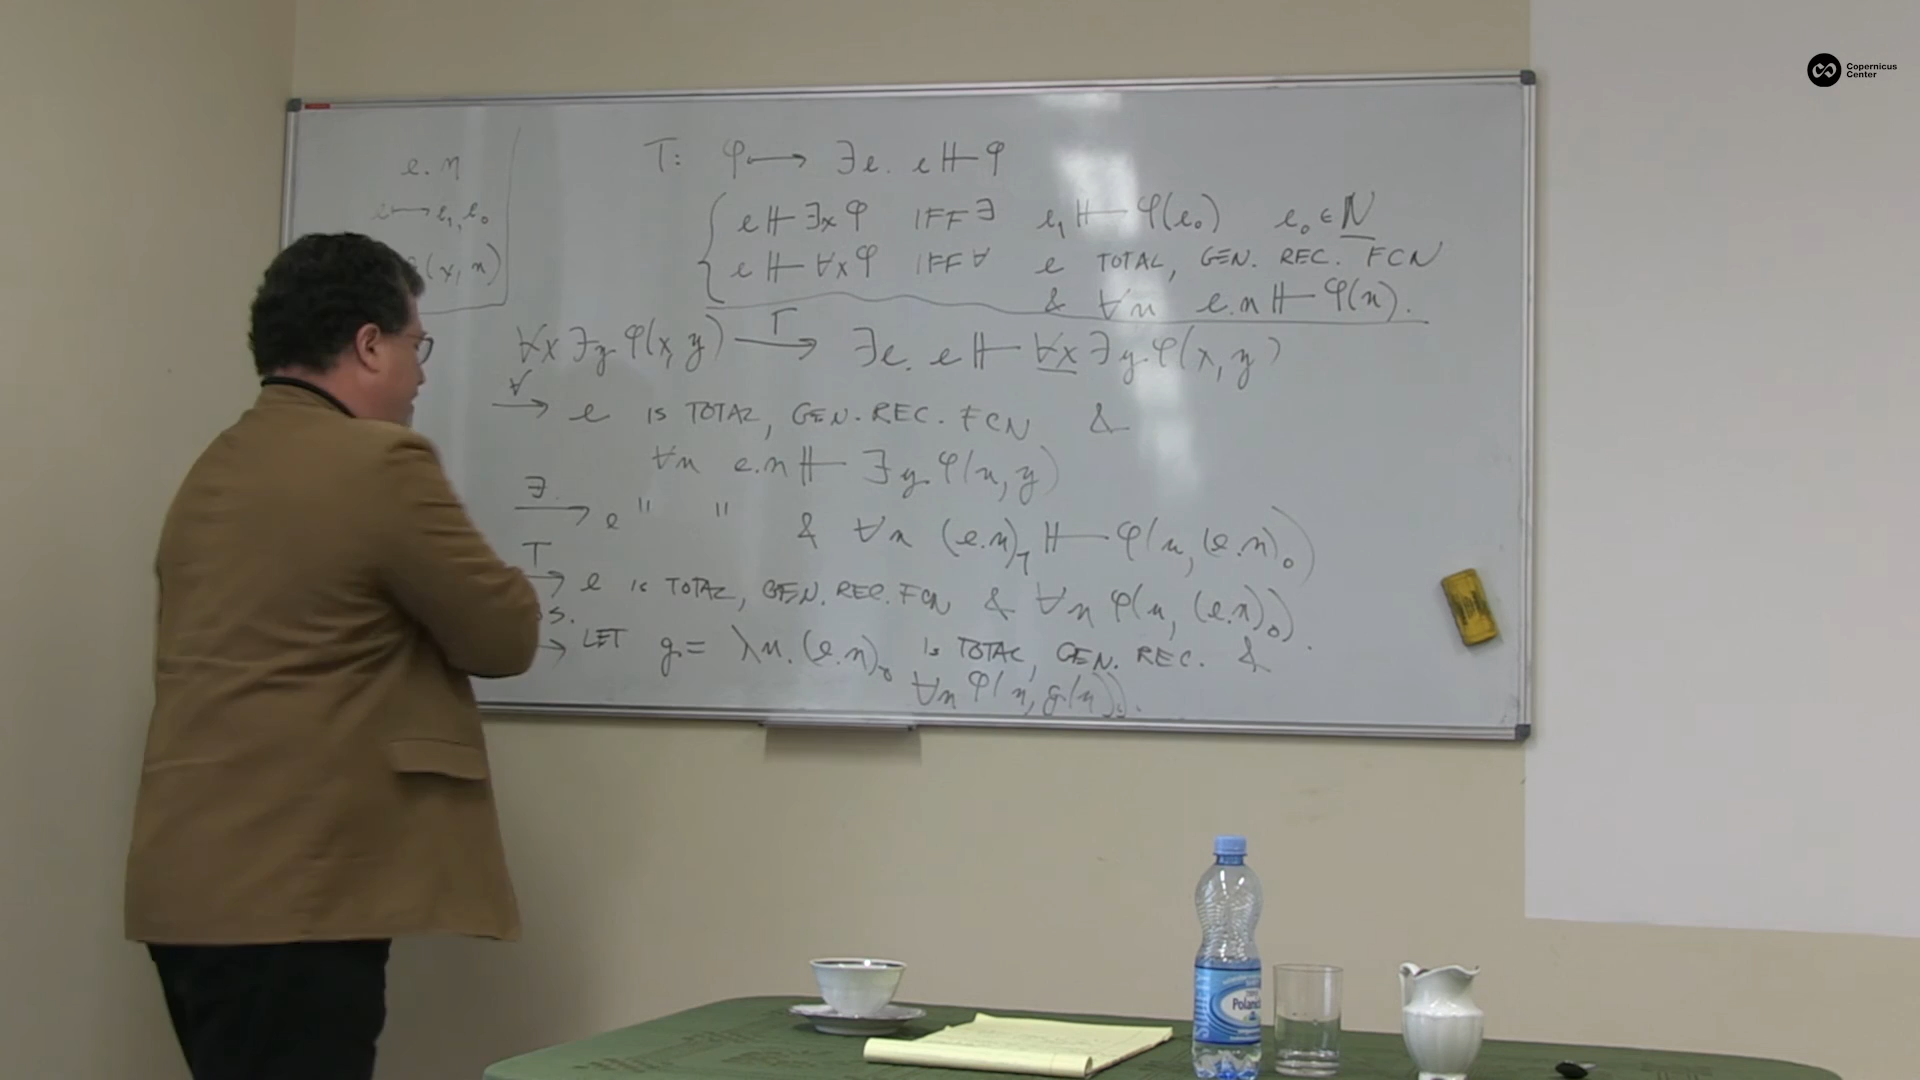 Copernicus
Center
e.n
e ⟼ e₁, e₀
(x, n)
T: φ ⟼ ∃e. e ⊩ φ
e ⊩ ∃x φ IFF ∃ e₁ ⊩ φ(e₀) e₀ ∈ N
e ⊩ ∀x φ IFF ∀ e TOTAL, GEN. REC. FCN
& ∀n e.n ⊩ φ(n).
∀x ∃y φ(x, y) ⟶ T ∃e. e ⊩ ∀x ∃y φ(x, y)
∀ ⟶ e IS TOTAL, GEN. REC. FCN &
∀n e.n ⊩ ∃y φ(n, y)
∃ ⟶ e " " & ∀n (e.n)₁ ⊩ φ(n, (e.n)₀)
T ⟶ e IS TOTAL, GEN. REC. FCN & ∀n φ(n, (e.n)₀).
S. → LET g = λn. (e.n)₀ IS TOTAL, GEN. REC. &
∀n φ(n, g(n)).
Polan